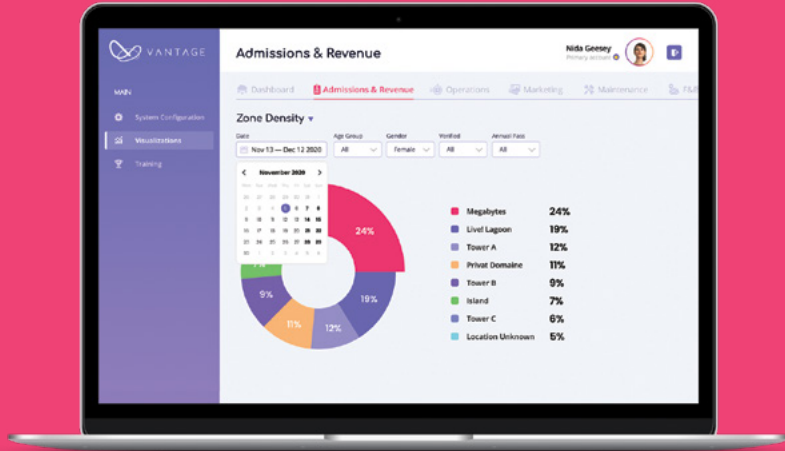 VANTAGE
Admissions & Revenue
Nida Geesey
Primary account
MAIN
System Configuration
Visualizations
Training
Dashboard
Admissions & Revenue
Operations
Marketing
Maintenance
Zone Density
Date
Age Group
Gender
Verified
Annual Pass
Nov 13 — Dec 12 2020
All
Female
All
All
November 2020
24%
19%
12%
11%
9%
7%
Megabytes 24%
Live! Lagoon 19%
Tower A 12%
Privat Domaine 11%
Tower B 9%
Island 7%
Tower C 6%
Location Unknown 5%